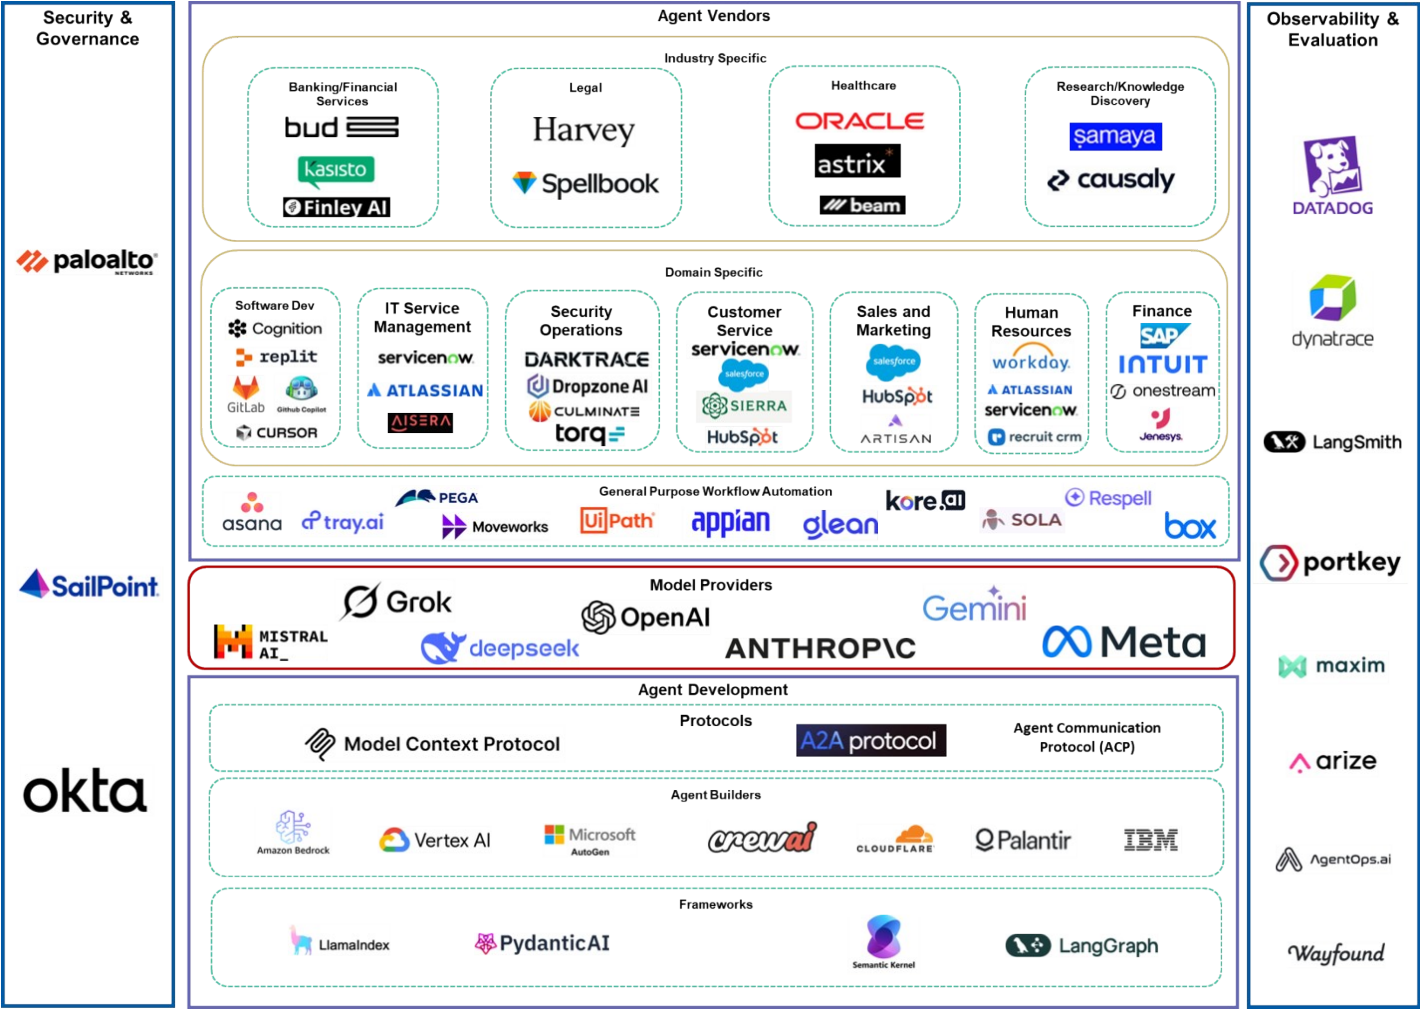 Security &
Governance
paloalto
NETWORKS
SailPoint
okta
Agent Vendors
Industry Specific
Banking/Financial
Services
bud
kasisto
Finley AI
Legal
Harvey
Spellbook
Healthcare
ORACLE
astrix
beam
Research/Knowledge
Discovery
ṣamaya
causaly
Domain Specific
Software Dev
Cognition
replit
GitLab
Github Copilot
CURSOR
IT Service
Management
servicenow
ATLASSIAN
AISERA
Security
Operations
DARKTRACE
Dropzone AI
CULMINATE
torq
Customer
Service
servicenow
salesforce
SIERRA
HubSpot
Sales and
Marketing
salesforce
HubSpot
ARTISAN
Human
Resources
workday
ATLASSIAN
servicenow
recruit crm
Finance
SAP
INTUIT
onestream
Jenesys
General Purpose Workflow Automation
asana
tray.ai
PEGA
Moveworks
UiPath
appian
glean
kore.ai
SOLA
Respell
box
Model Providers
MISTRAL
AI_
Grok
deepseek
OpenAI
ANTHROP\C
Gemini
Meta
Agent Development
Protocols
Model Context Protocol
A2A protocol
Agent Communication
Protocol (ACP)
Agent Builders
Amazon Bedrock
Vertex AI
Microsoft
AutoGen
crewai
CLOUDFLARE
Palantir
IBM
Frameworks
LlamaIndex
PydanticAI
Semantic Kernel
LangGraph
Observability &
Evaluation
DATADOG
dynatrace
LangSmith
portkey
maxim
arize
AgentOps.ai
Wayfound